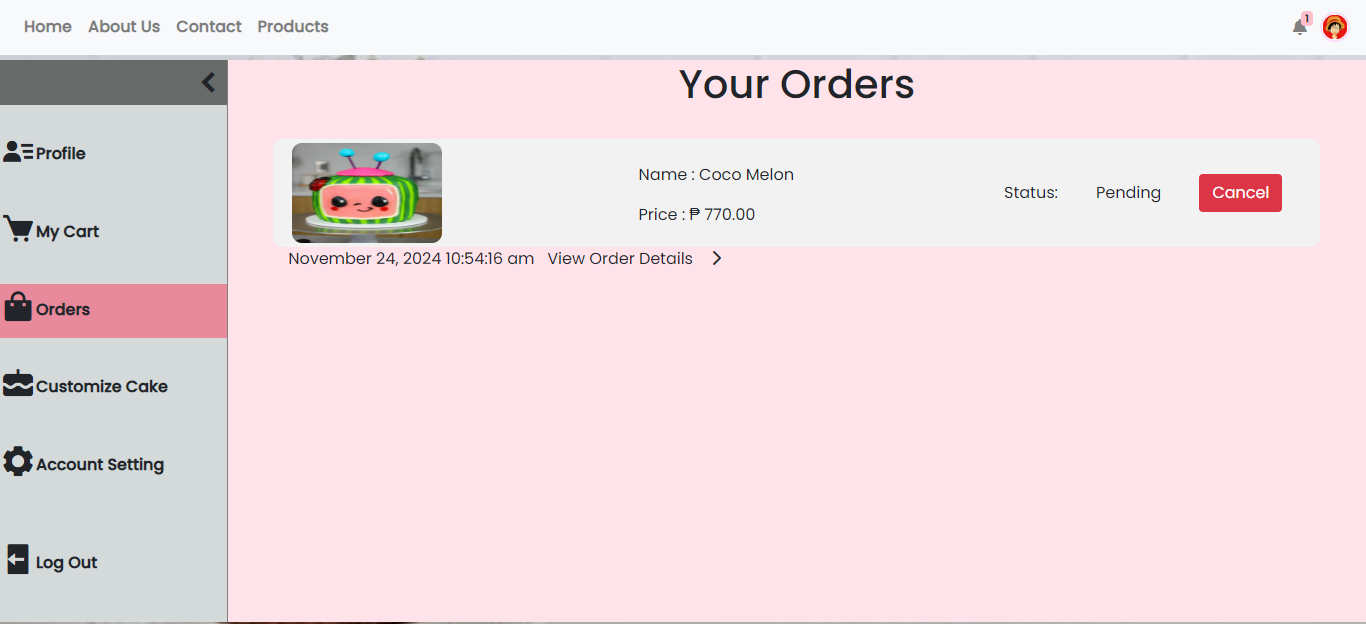 Home About Us Contact Products
1
Your Orders
Profile
My Cart
Orders
Customize Cake
Account Setting
Log Out
Name : Coco Melon
Price : ₱ 770.00
Status: Pending Cancel
November 24, 2024 10:54:16 am View Order Details